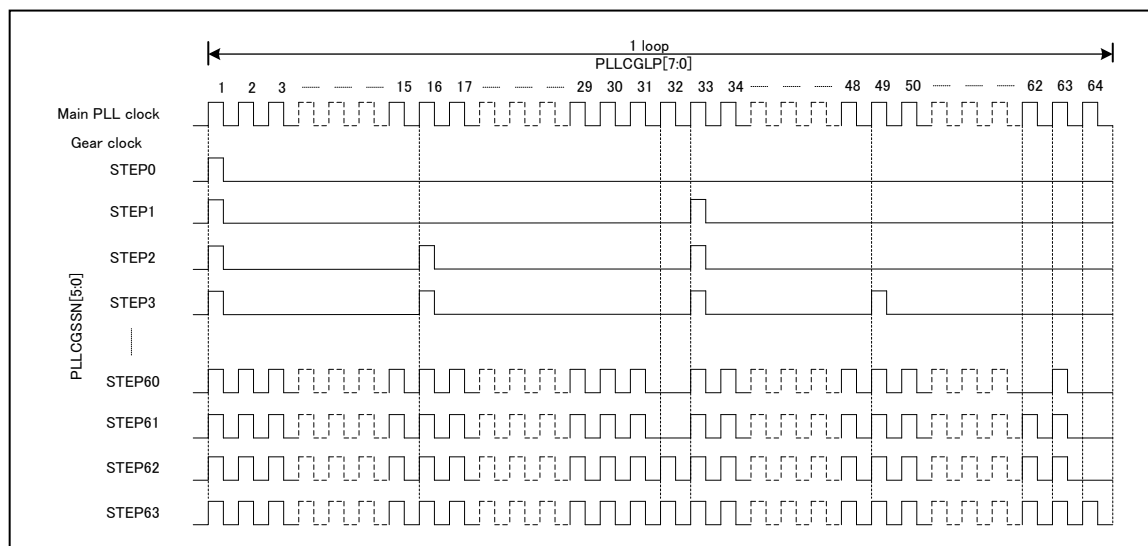 1 loop
PLLCGLP[7:0]
1 2 3 15 16 17 29 30 31 32 33 34 48 49 50 62 63 64
Main PLL clock
Gear clock
STEP0
STEP1
STEP2
STEP3
PLLCGSSN[5:0]
STEP60
STEP61
STEP62
STEP63